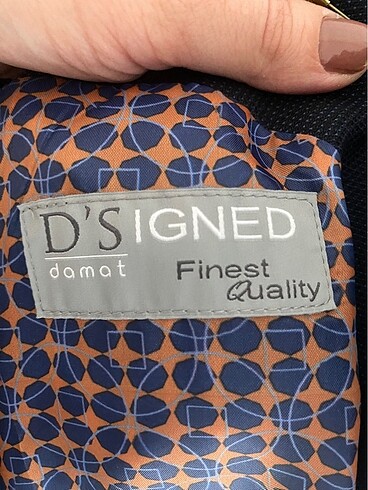 D'SIGNED
damat
Finest
Quality